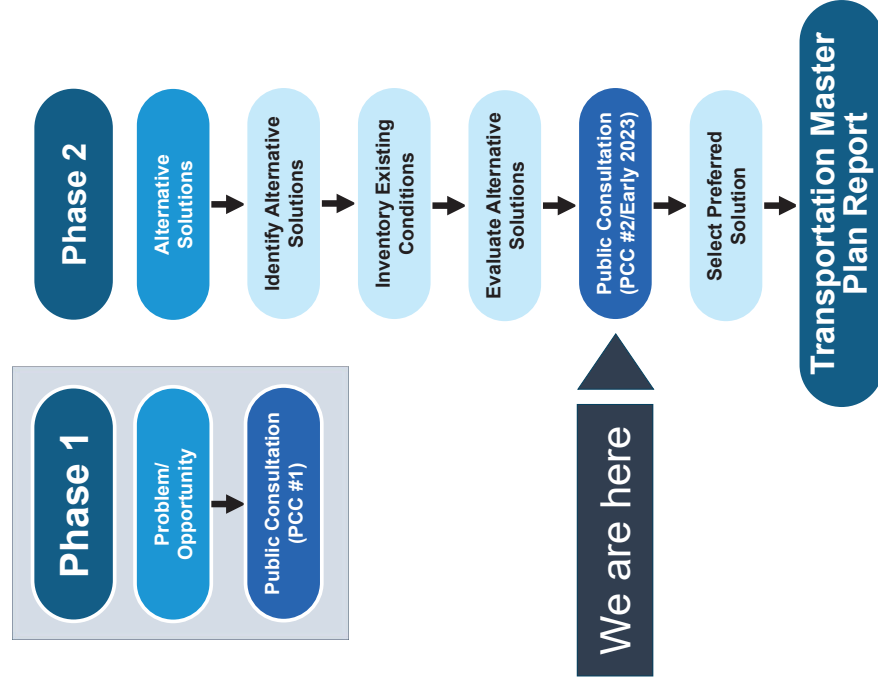 Phase 1
Problem/
Opportunity
Public Consultation
(PCC #1)
Phase 2
Alternative
Solutions
Identify Alternative
Solutions
Inventory Existing
Conditions
Evaluate Alternative
Solutions
Public Consultation
(PCC #2/Early 2023)
Select Preferred
Solution
Transportation Master
Plan Report
We are here